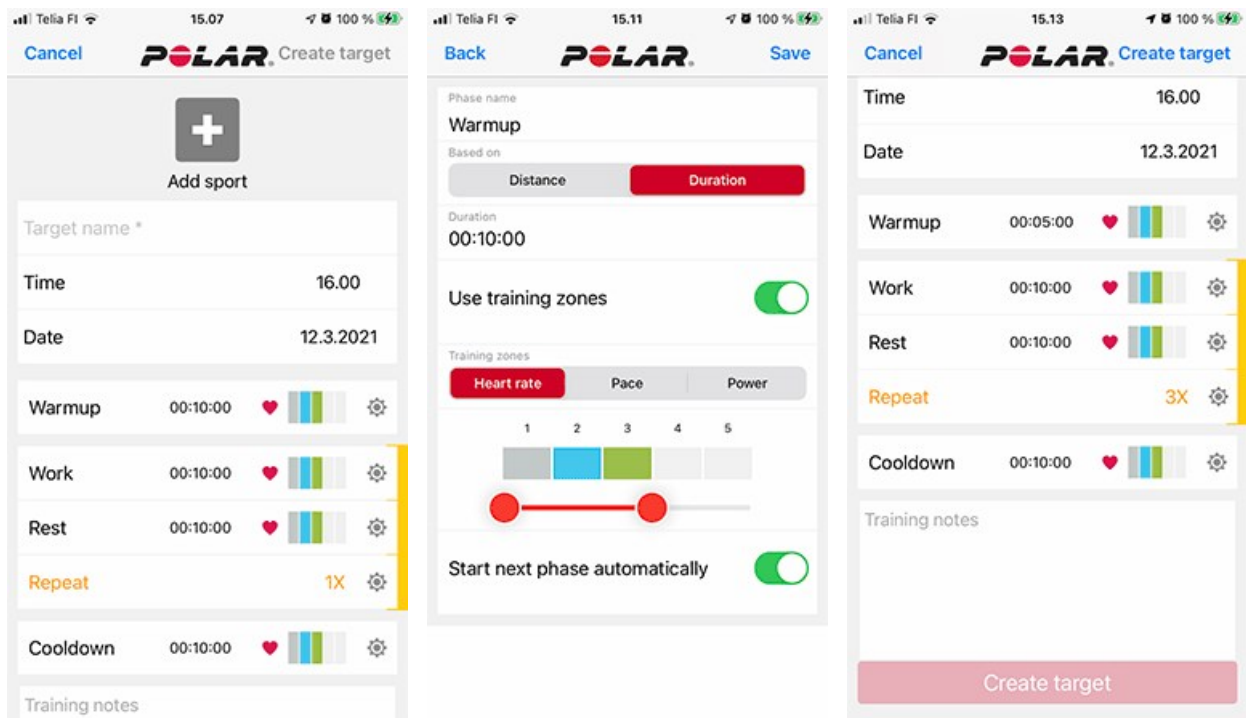 Telia FI 15.07 100 %
Cancel POLAR. Create target
Add sport
Target name *
Time 16.00
Date 12.3.2021
Warmup 00:10:00
Work 00:10:00
Rest 00:10:00
Repeat 1X
Cooldown 00:10:00
Training notes
Telia FI 15.11 100 %
Back POLAR. Save
Phase name
Warmup
Based on
Distance Duration
Duration
00:10:00
Use training zones
Training zones
Heart rate Pace Power
1 2 3 4 5
Start next phase automatically
Telia FI 15.13 100 %
Cancel POLAR. Create target
Time 16.00
Date 12.3.2021
Warmup 00:05:00
Work 00:10:00
Rest 00:10:00
Repeat 3X
Cooldown 00:10:00
Training notes
Create target